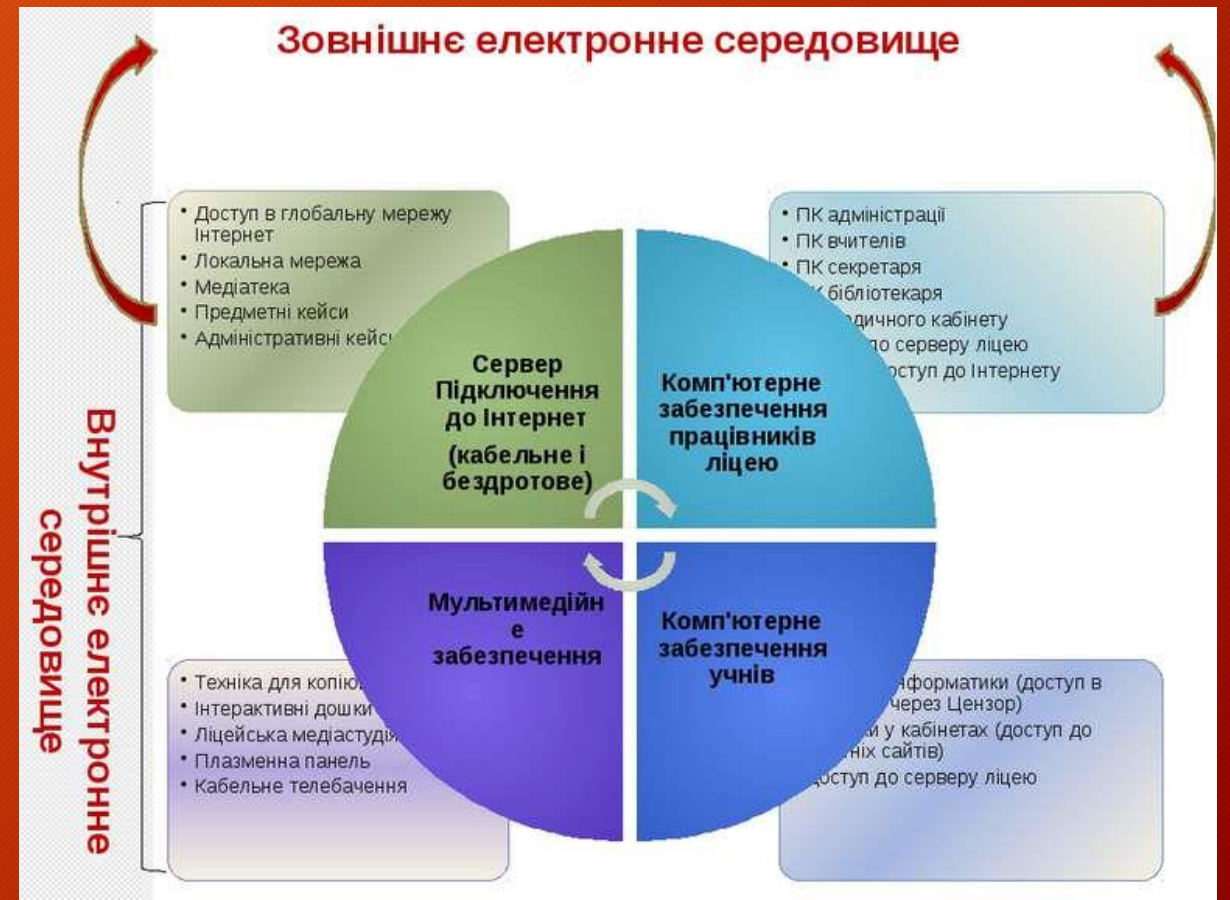 Зовнішнє електронне середовище
• Доступ в глобальну мережу
Інтернет
• Локальна мережа
• Медіатека
• Предметні кейси
• Адміністративні
• ПК адміністрації
• ПК вчителів
• ПК секретаря
бібліотекаря
кабінету
до серверу ліцею
до Інтернету
Сервер
Підключення
до Інтернет
(кабельне і
бездротове)
Комп'ютерне
забезпечення
працівників
ліцею
Мультимедійн
е
забезпечення
Комп'ютерне
забезпечення
учнів
• Техніка для
• Інтерактивні дошки
• Ліцейська медіастудія
• Плазменна панель
• Кабельне телебачення
(доступ в
через Цензор)
у кабінетах (доступ до
сайтів)
доступ до серверу ліцею
Внутрішнє електронне
середовище